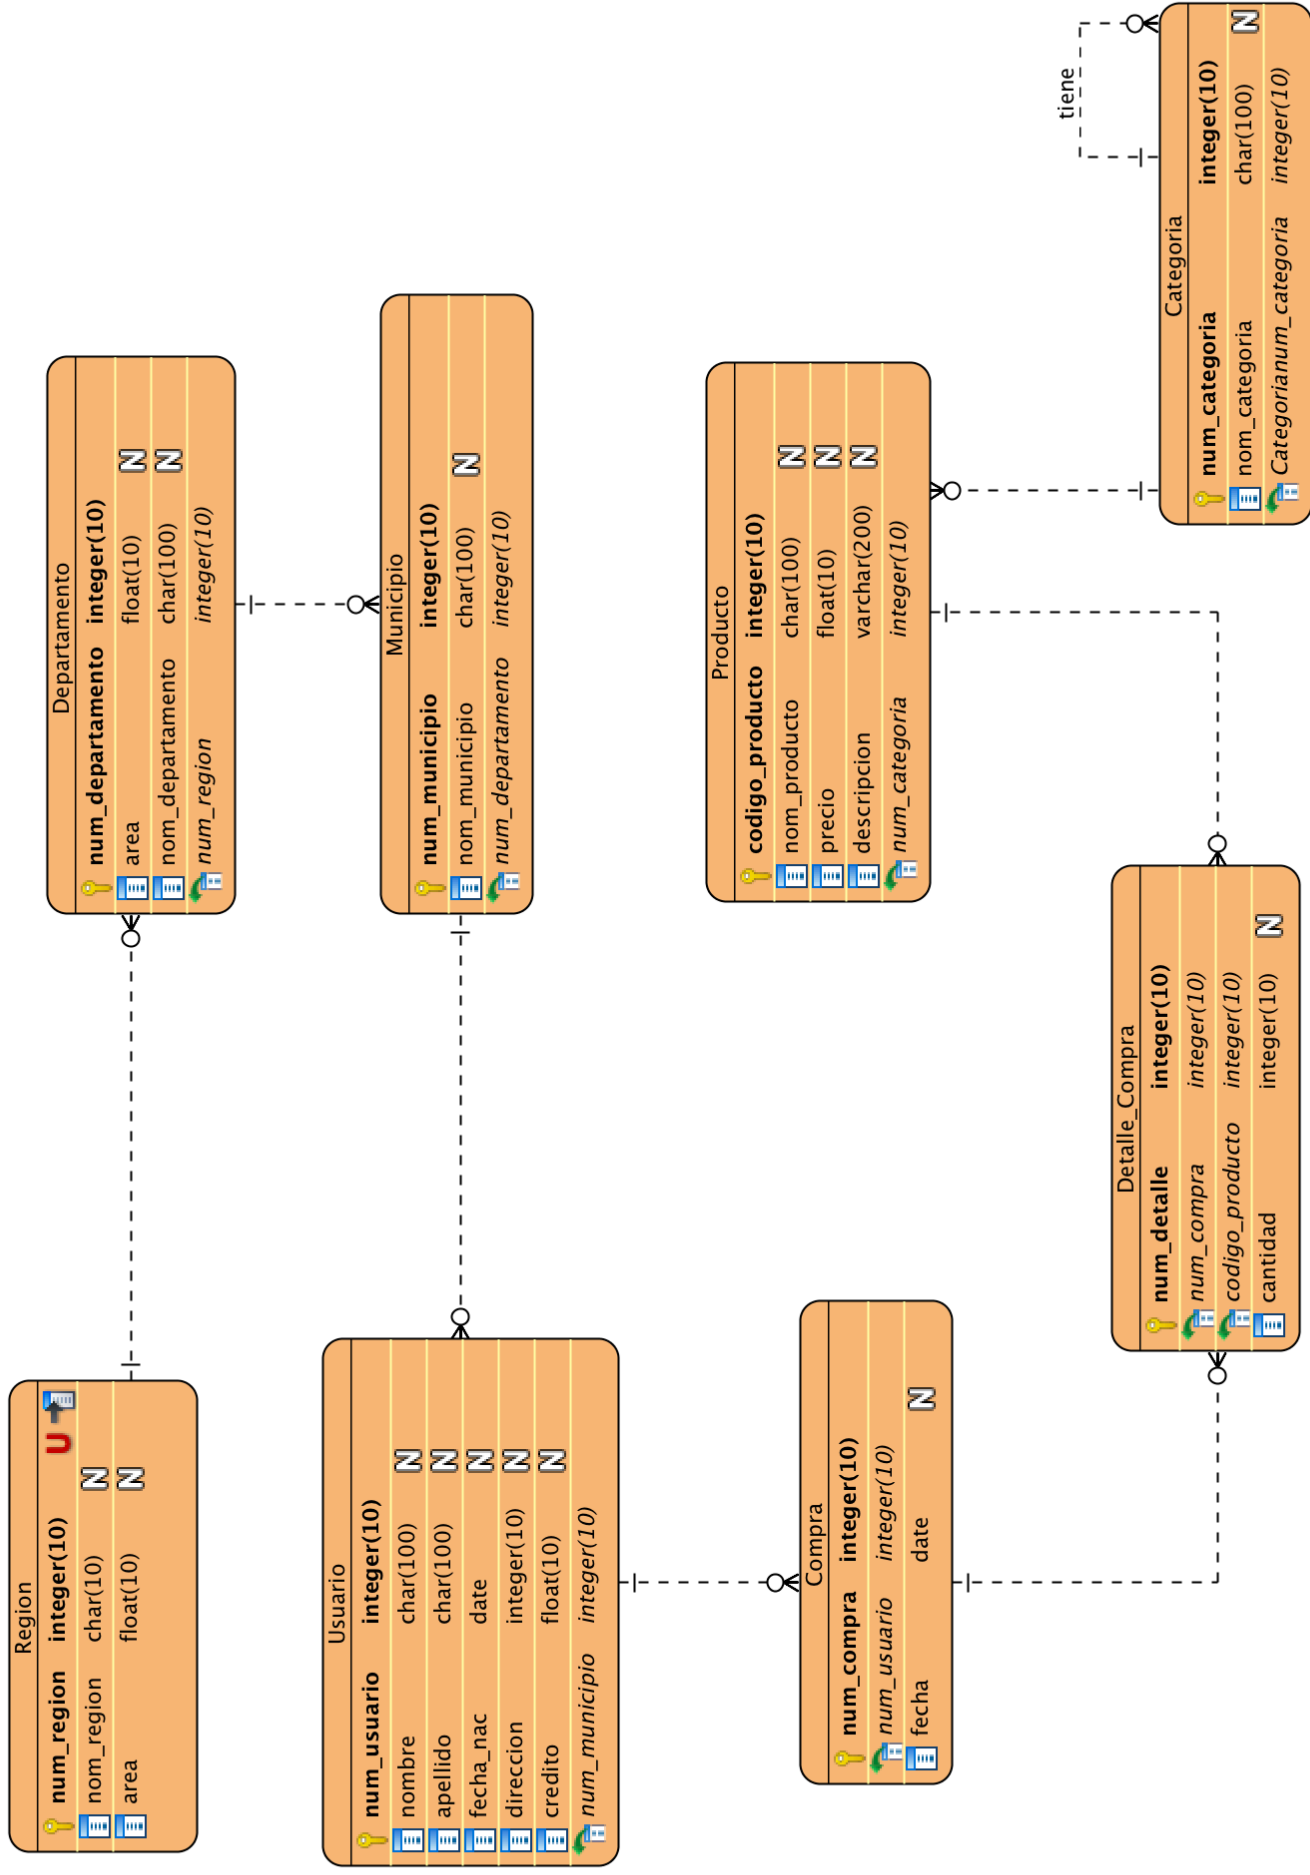 Region
num_region integer(10) U
nom_region char(10) N
area float(10) N
Departamento
num_departamento integer(10)
area float(10) N
nom_departamento char(100) N
num_region integer(10)
Usuario
num_usuario integer(10)
nombre char(100) N
apellido char(100) N
fecha_nac date N
direccion integer(10) N
credito float(10) N
num_municipio integer(10)
Municipio
num_municipio integer(10)
nom_municipio char(100) N
num_departamento integer(10)
Compra
num_compra integer(10)
num_usuario integer(10)
fecha date N
Producto
codigo_producto integer(10)
nom_producto char(100) N
precio float(10) N
descripcion varchar(200) N
num_categoria integer(10)
Detalle_Compra
num_detalle integer(10)
num_compra integer(10)
codigo_producto integer(10)
cantidad integer(10) N
tiene
Categoria
num_categoria integer(10)
nom_categoria char(100) N
Categorianum_categoria integer(10)